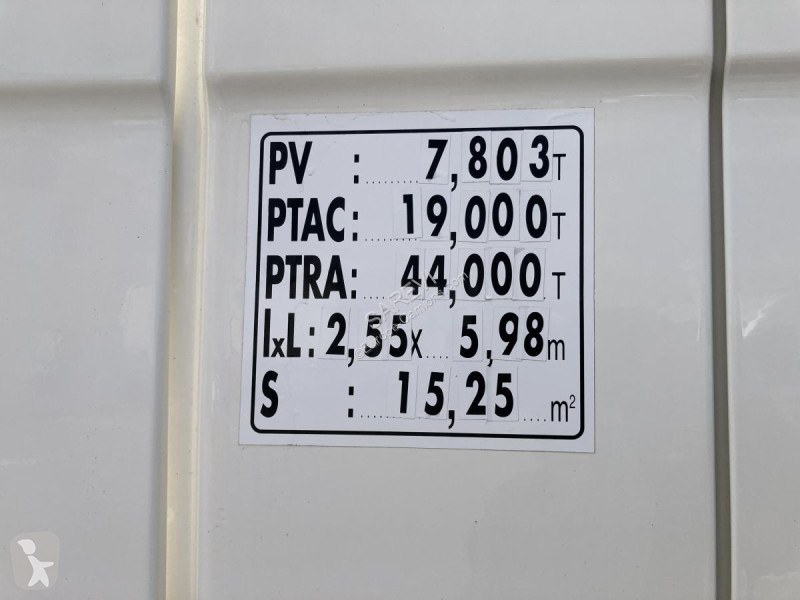 PV : 7,803 T
PTAC: 19,000 T
PTRA: 44,000 T
lxL: 2,55 x 5,98 m
S : 15,25 m²